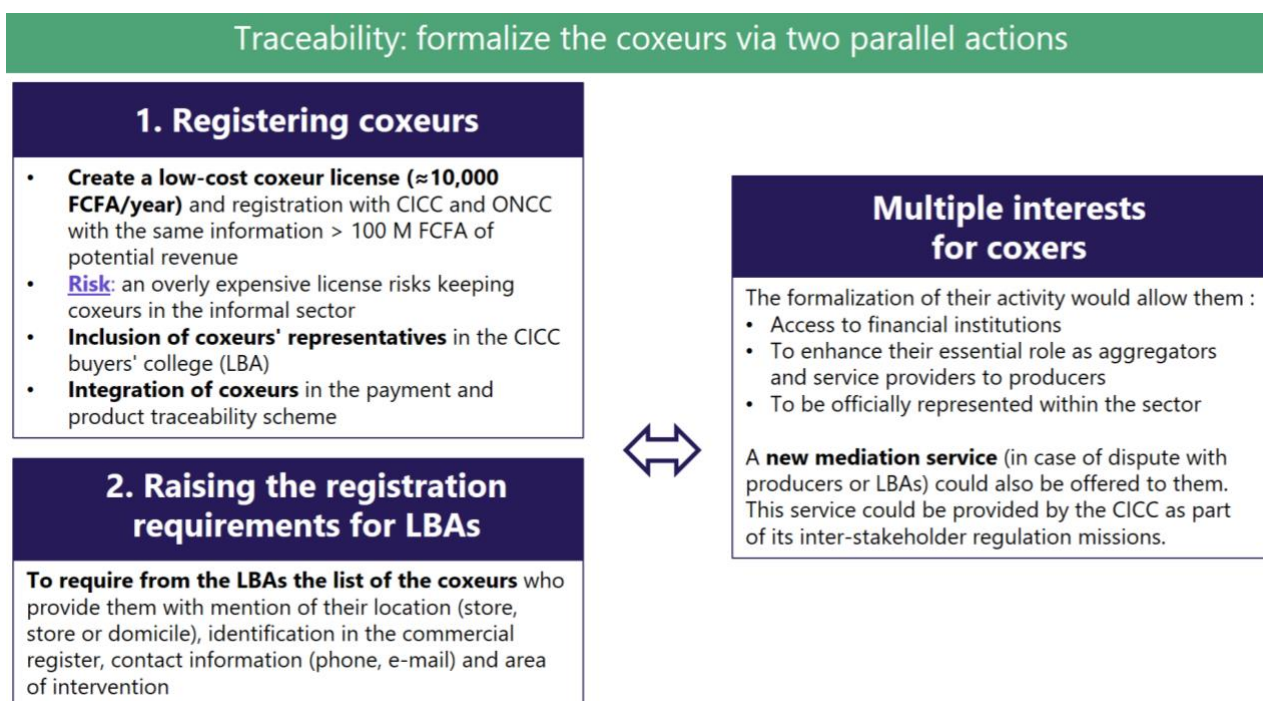 Traceability: formalize the coxeurs via two parallel actions
1. Registering coxeurs
• Create a low-cost coxeur license (≈10,000
FCFA/year) and registration with CICC and ONCC
with the same information > 100 M FCFA of
potential revenue
• Risk: an overly expensive license risks keeping
coxeurs in the informal sector
• Inclusion of coxeurs' representatives in the CICC
buyers' college (LBA)
• Integration of coxeurs in the payment and
product traceability scheme
2. Raising the registration
requirements for LBAs
To require from the LBAs the list of the coxeurs who
provide them with mention of their location (store,
store or domicile), identification in the commercial
register, contact information (phone, e-mail) and area
of intervention
Multiple interests
for coxers
The formalization of their activity would allow them :
• Access to financial institutions
• To enhance their essential role as aggregators
and service providers to producers
• To be officially represented within the sector
A new mediation service (in case of dispute with
producers or LBAs) could also be offered to them.
This service could be provided by the CICC as part
of its inter-stakeholder regulation missions.